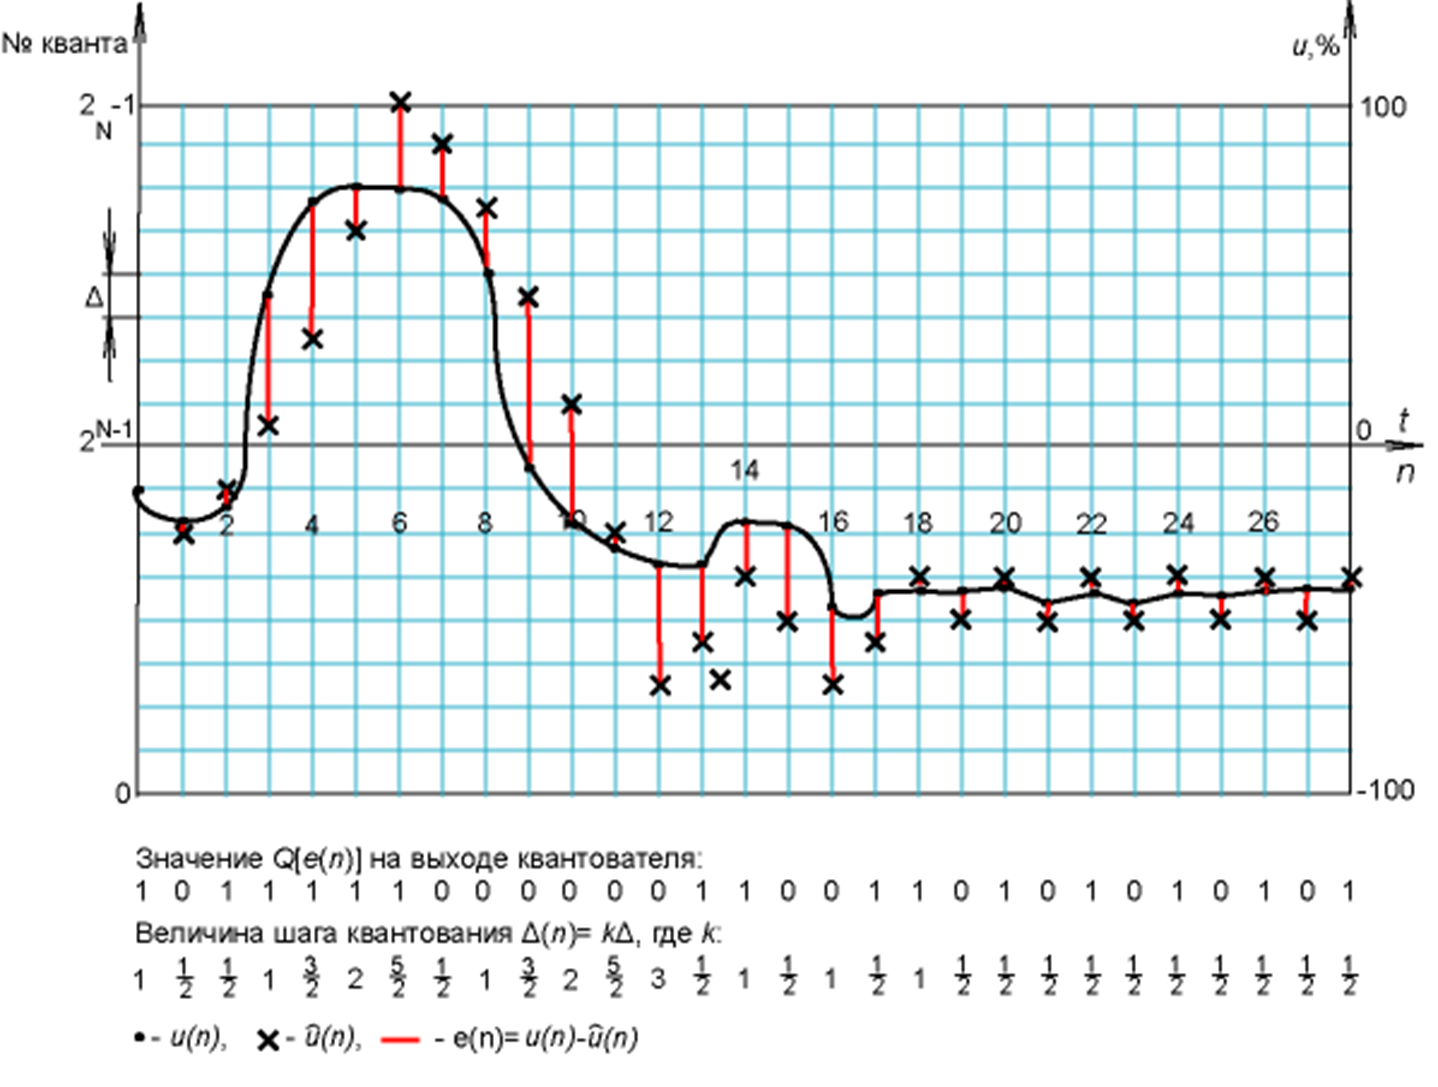 № кванта
u,%
2 -1
N
100
Δ
2N-1
0
t
14
n
2 4 6 8 10 12 16 18 20 22 24 26
0
-100
Значение Q[e(n)] на выходе квантователя:
1 0 1 1 1 1 1 0 0 0 0 0 0 1 1 0 0 1 1 0 1 0 1 0 1 0 1 0 1
Величина шага квантования Δ(n)= kΔ, где k:
1 1/2 1/2 1 3/2 2 5/2 1/2 1 3/2 2 5/2 3 1/2 1 1/2 1 1/2 1 1/2 1/2 1/2 1/2 1/2 1/2 1/2 1/2 1/2 1/2
- u(n), - û(n), - e(n)= u(n)-û(n)